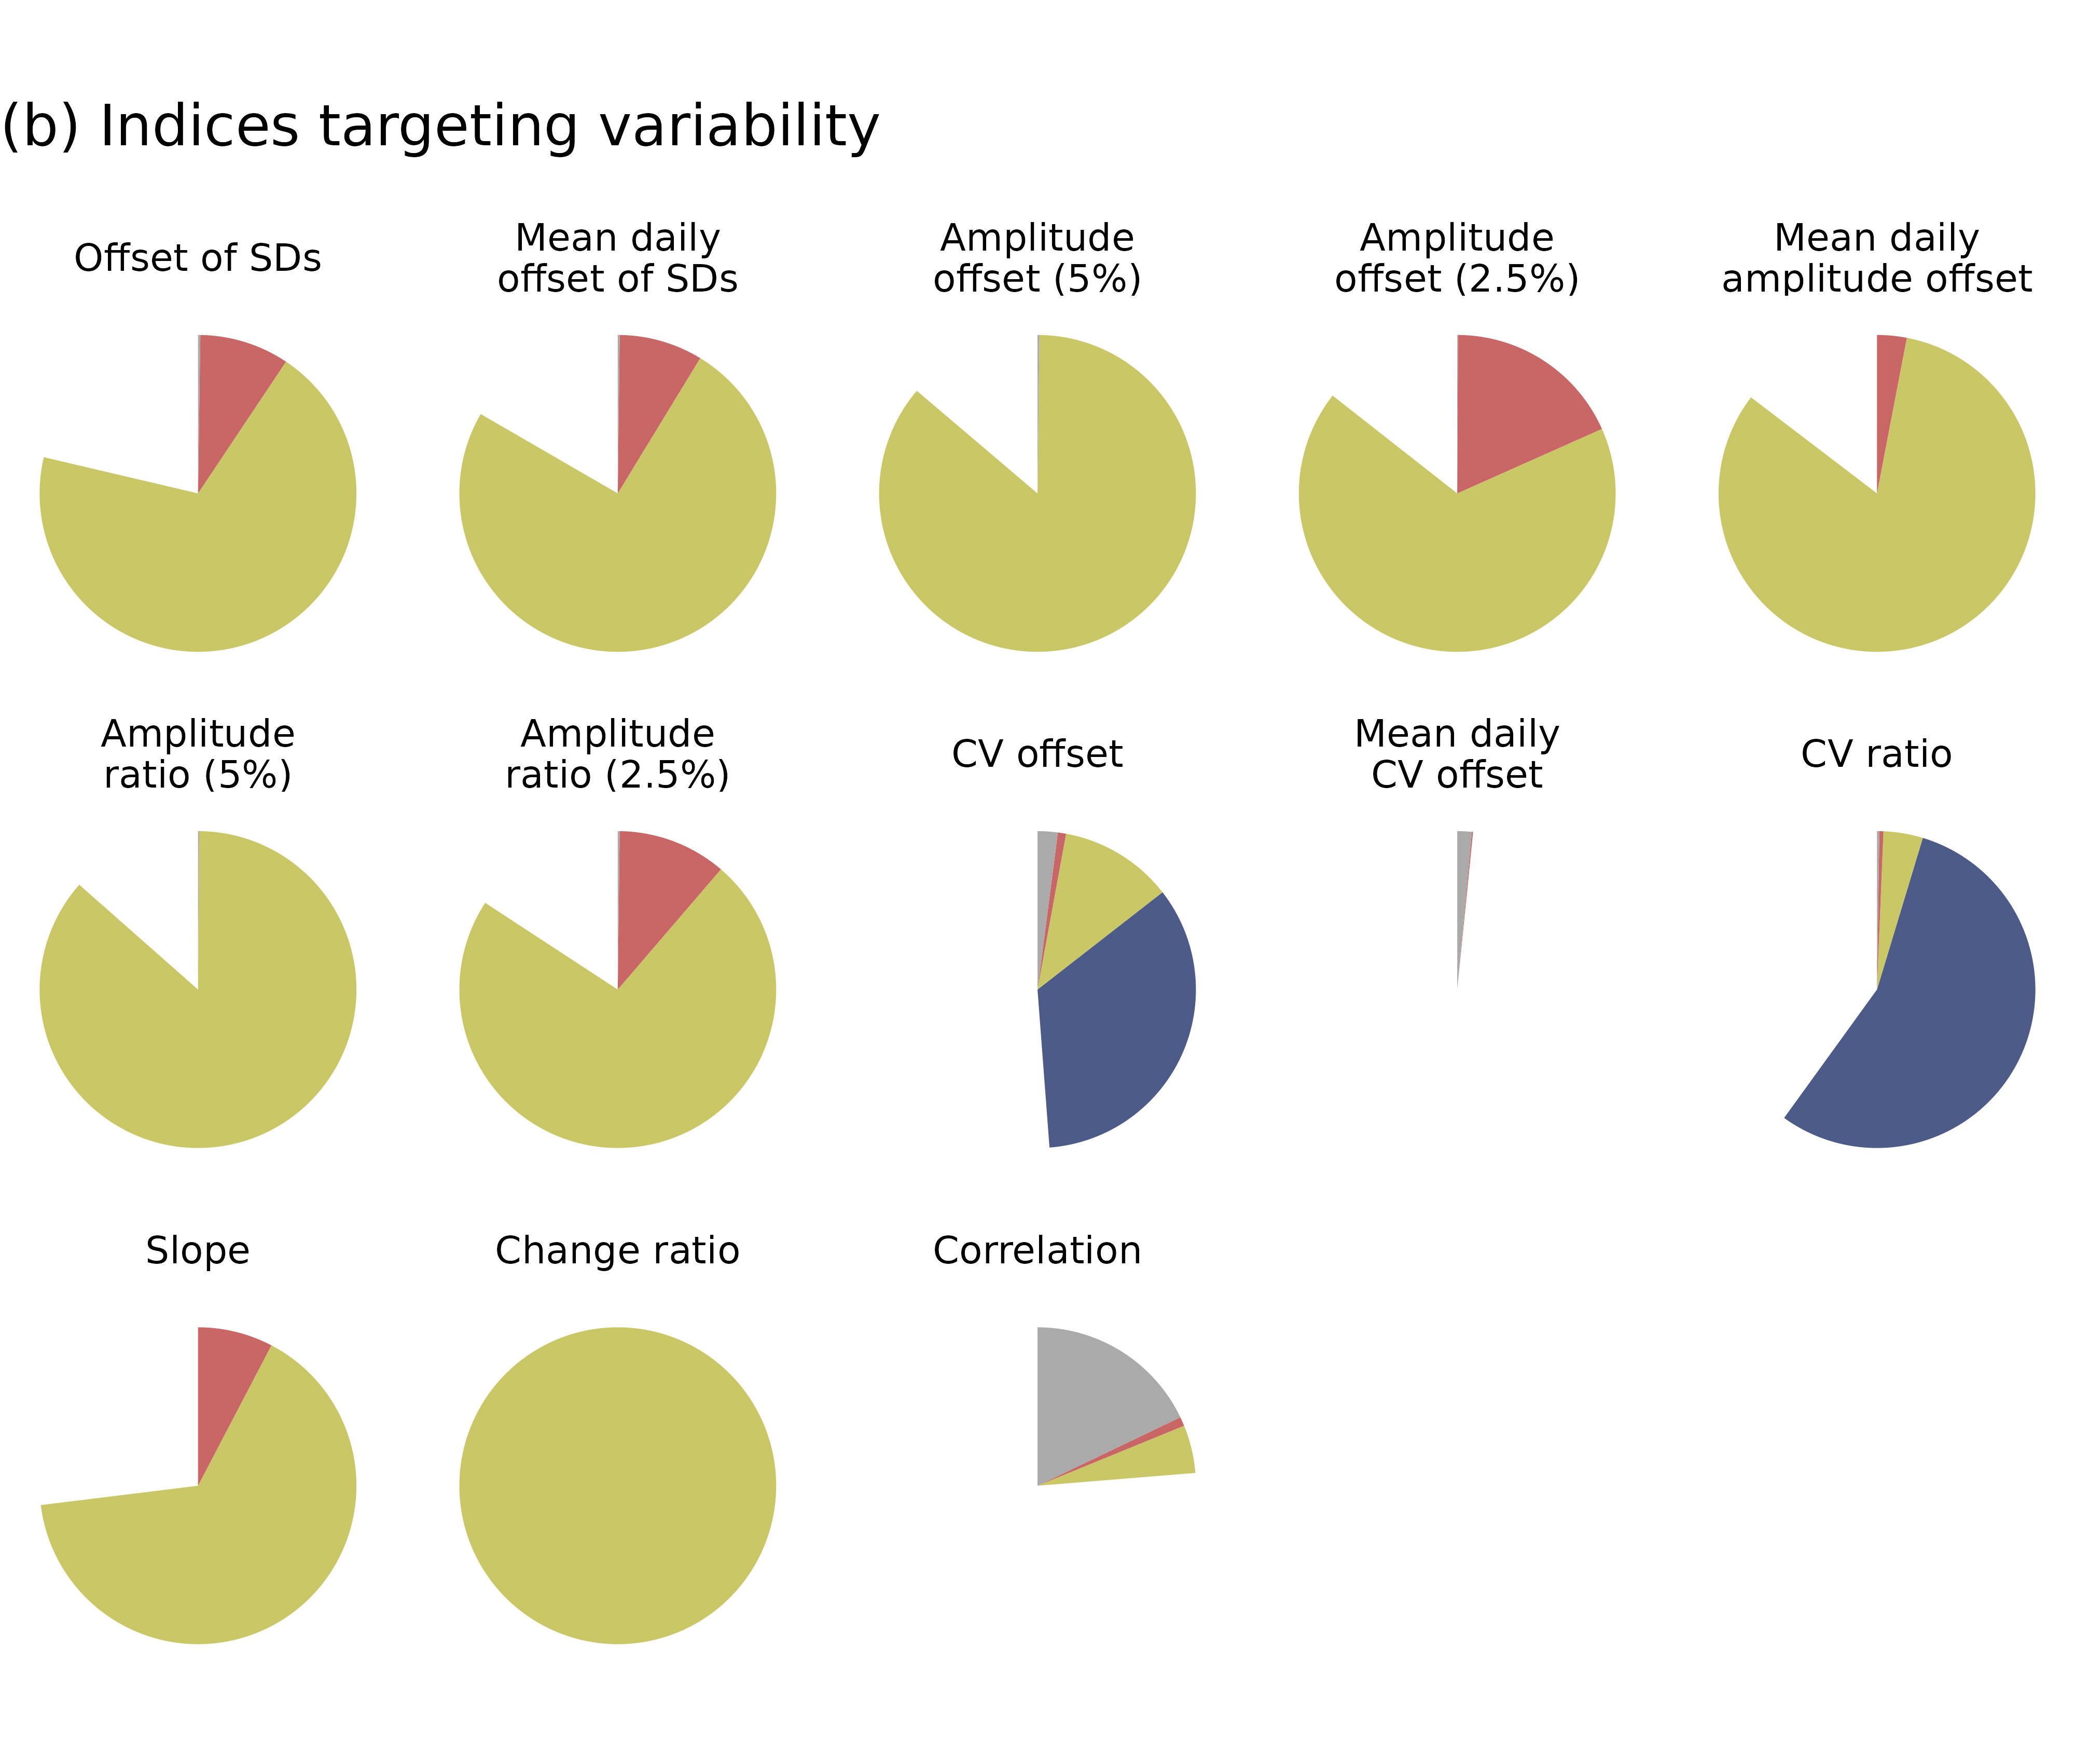 (b) Indices targeting variability
Offset of SDs
Mean daily
offset of SDs
Amplitude
offset (5%)
Amplitude
offset (2.5%)
Mean daily
amplitude offset
Amplitude
ratio (5%)
Amplitude
ratio (2.5%)
CV offset
Mean daily
CV offset
CV ratio
Slope
Change ratio
Correlation